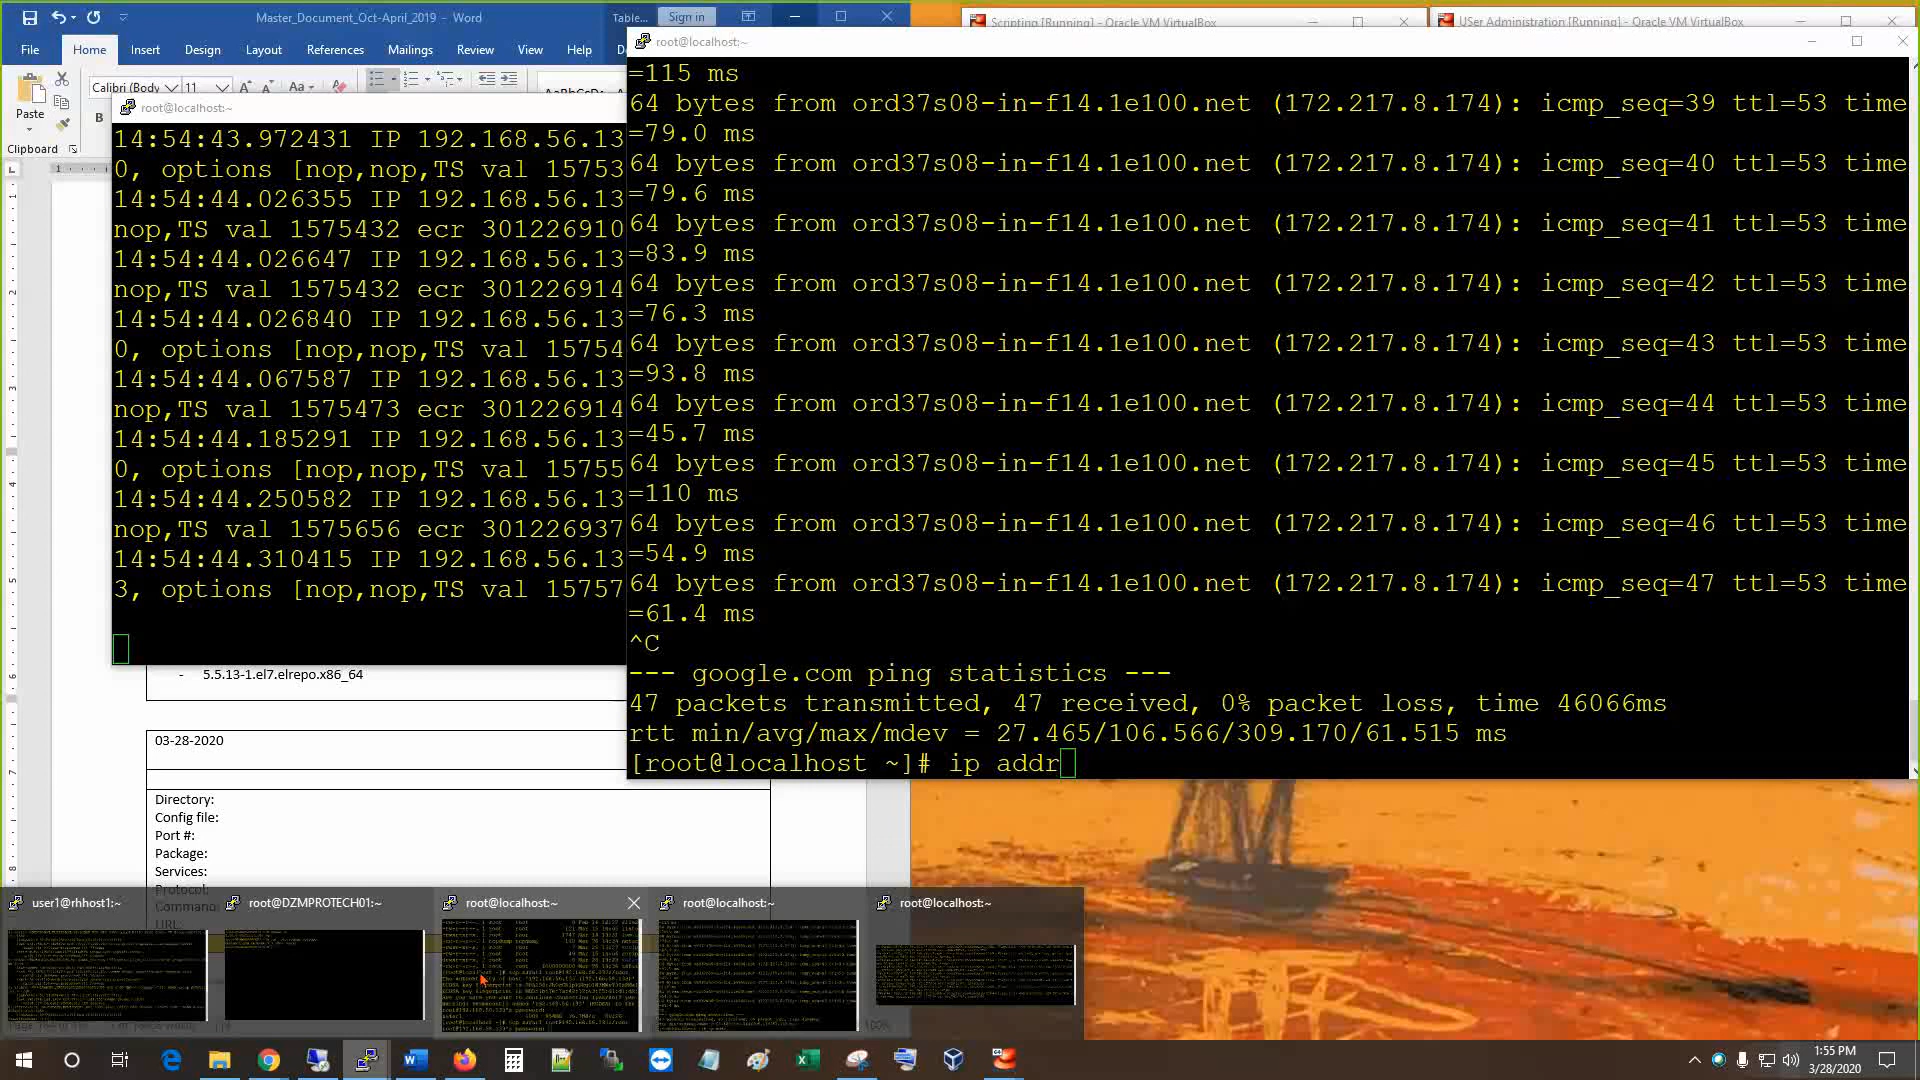 Master_Document_Oct-April_2019 - Word
Table...
Sign in
File
Home
Insert
Design
Layout
References
Mailings
Review
View
Help
Paste
Calibri (Body
11
Clipboard
Scripting [Running] - Oracle VM VirtualBox
USer Administration [Running] - Oracle VM VirtualBox
root@localhost:~
14:54:43.972431 IP 192.168.56.13
0, options [nop,nop,TS val 15753
14:54:44.026355 IP 192.168.56.13
nop,TS val 1575432 ecr 301226910
14:54:44.026647 IP 192.168.56.13
nop,TS val 1575432 ecr 301226914
14:54:44.026840 IP 192.168.56.13
0, options [nop,nop,TS val 15754
14:54:44.067587 IP 192.168.56.13
nop,TS val 1575473 ecr 301226914
14:54:44.185291 IP 192.168.56.13
0, options [nop,nop,TS val 15755
14:54:44.250582 IP 192.168.56.13
nop,TS val 1575656 ecr 301226937
14:54:44.310415 IP 192.168.56.13
3, options [nop,nop,TS val 15757
root@localhost:~
=115 ms
64 bytes from ord37s08-in-f14.1e100.net (172.217.8.174): icmp_seq=39 ttl=53 time
=79.0 ms
64 bytes from ord37s08-in-f14.1e100.net (172.217.8.174): icmp_seq=40 ttl=53 time
=79.6 ms
64 bytes from ord37s08-in-f14.1e100.net (172.217.8.174): icmp_seq=41 ttl=53 time
=83.9 ms
64 bytes from ord37s08-in-f14.1e100.net (172.217.8.174): icmp_seq=42 ttl=53 time
=76.3 ms
64 bytes from ord37s08-in-f14.1e100.net (172.217.8.174): icmp_seq=43 ttl=53 time
=93.8 ms
64 bytes from ord37s08-in-f14.1e100.net (172.217.8.174): icmp_seq=44 ttl=53 time
=45.7 ms
64 bytes from ord37s08-in-f14.1e100.net (172.217.8.174): icmp_seq=45 ttl=53 time
=110 ms
64 bytes from ord37s08-in-f14.1e100.net (172.217.8.174): icmp_seq=46 ttl=53 time
=54.9 ms
64 bytes from ord37s08-in-f14.1e100.net (172.217.8.174): icmp_seq=47 ttl=53 time
=61.4 ms
^C
--- google.com ping statistics ---
47 packets transmitted, 47 received, 0% packet loss, time 46066ms
rtt min/avg/max/mdev = 27.465/106.566/309.170/61.515 ms
[root@localhost ~]# ip addr
- 5.5.13-1.el7.elrepo.x86_64
03-28-2020
Directory:
Config file:
Port #:
Package:
Services:
Protocol:
Command:
URL:
user1@rhhost1:~
root@DZMPROTECH01:~
root@localhost:~
root@localhost:~
root@localhost:~
100%
1:55 PM
3/28/2020